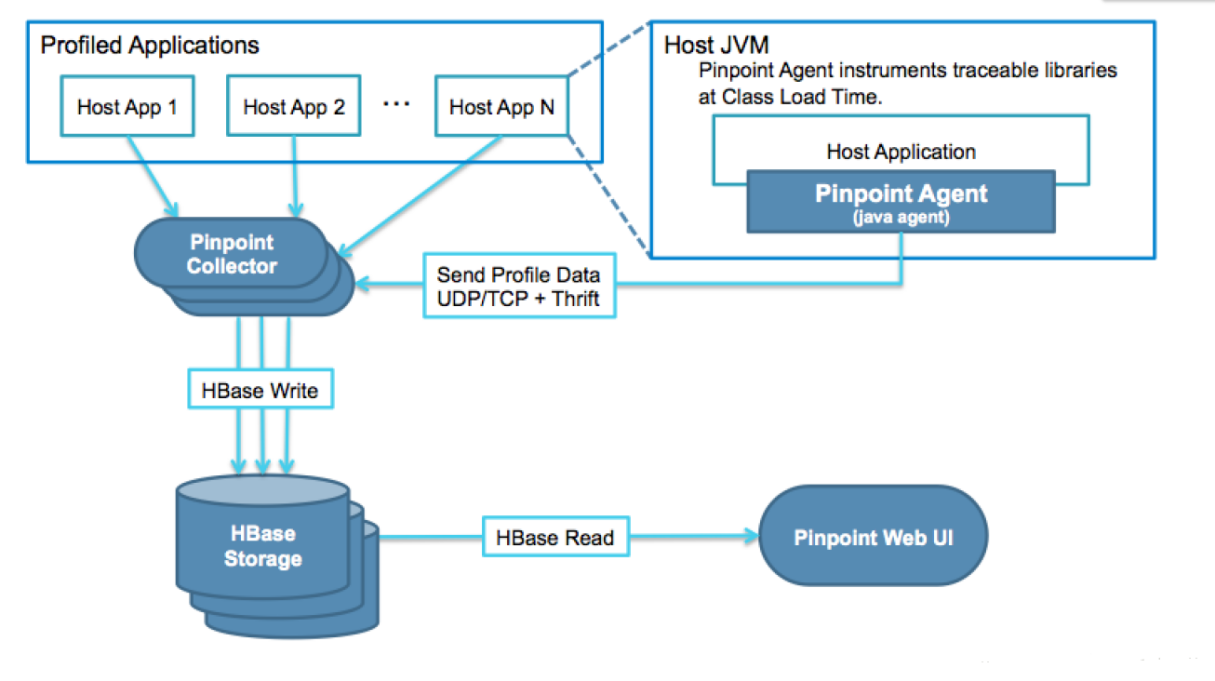 Profiled Applications
Host App 1
Host App 2
...
Host App N
Host JVM
Pinpoint Agent instruments traceable libraries
at Class Load Time.
Host Application
Pinpoint Agent
(java agent)
Pinpoint
Collector
Send Profile Data
UDP/TCP + Thrift
HBase Write
HBase
Storage
HBase Read
Pinpoint Web UI